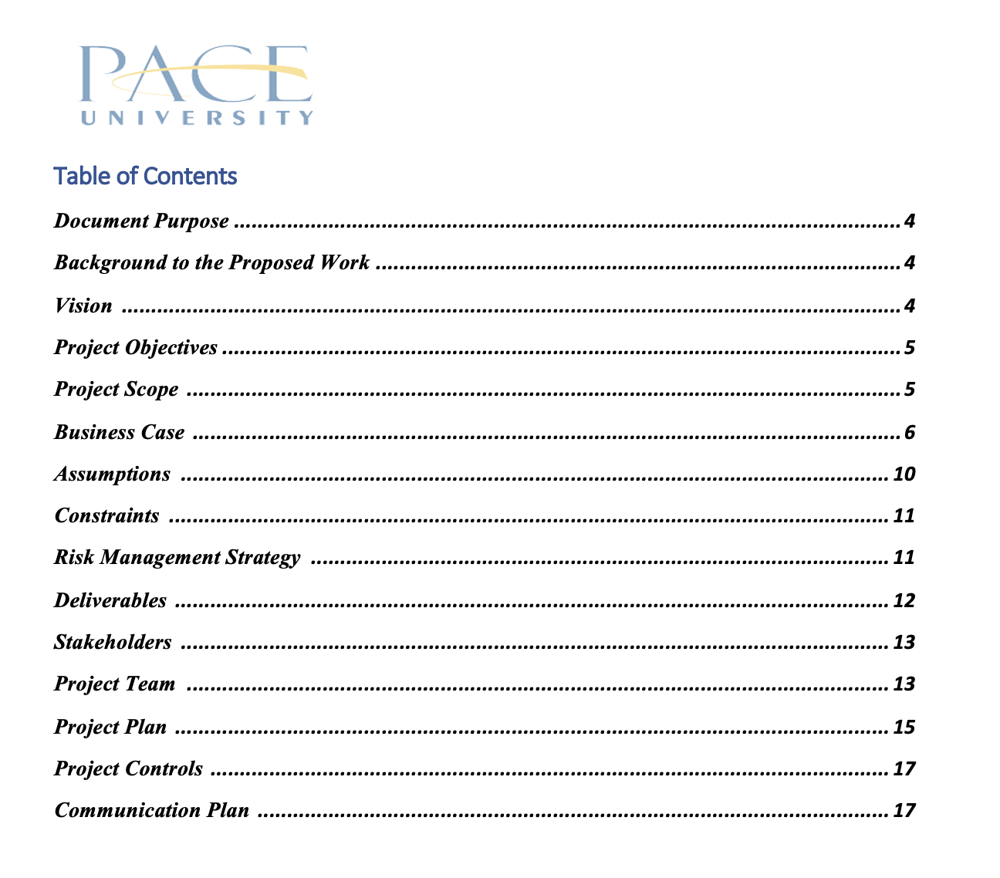 PACE
UNIVERSITY
Table of Contents
Document Purpose ........................................................................................................................ 4
Background to the Proposed Work ............................................................................................... 4
Vision ............................................................................................................................................. 4
Project Objectives .......................................................................................................................... 5
Project Scope ................................................................................................................................. 5
Business Case ................................................................................................................................ 6
Assumptions ................................................................................................................................ 10
Constraints .................................................................................................................................. 11
Risk Management Strategy ......................................................................................................... 11
Deliverables ................................................................................................................................. 12
Stakeholders ................................................................................................................................ 13
Project Team ............................................................................................................................... 13
Project Plan ................................................................................................................................. 15
Project Controls ........................................................................................................................... 17
Communication Plan ................................................................................................................... 17